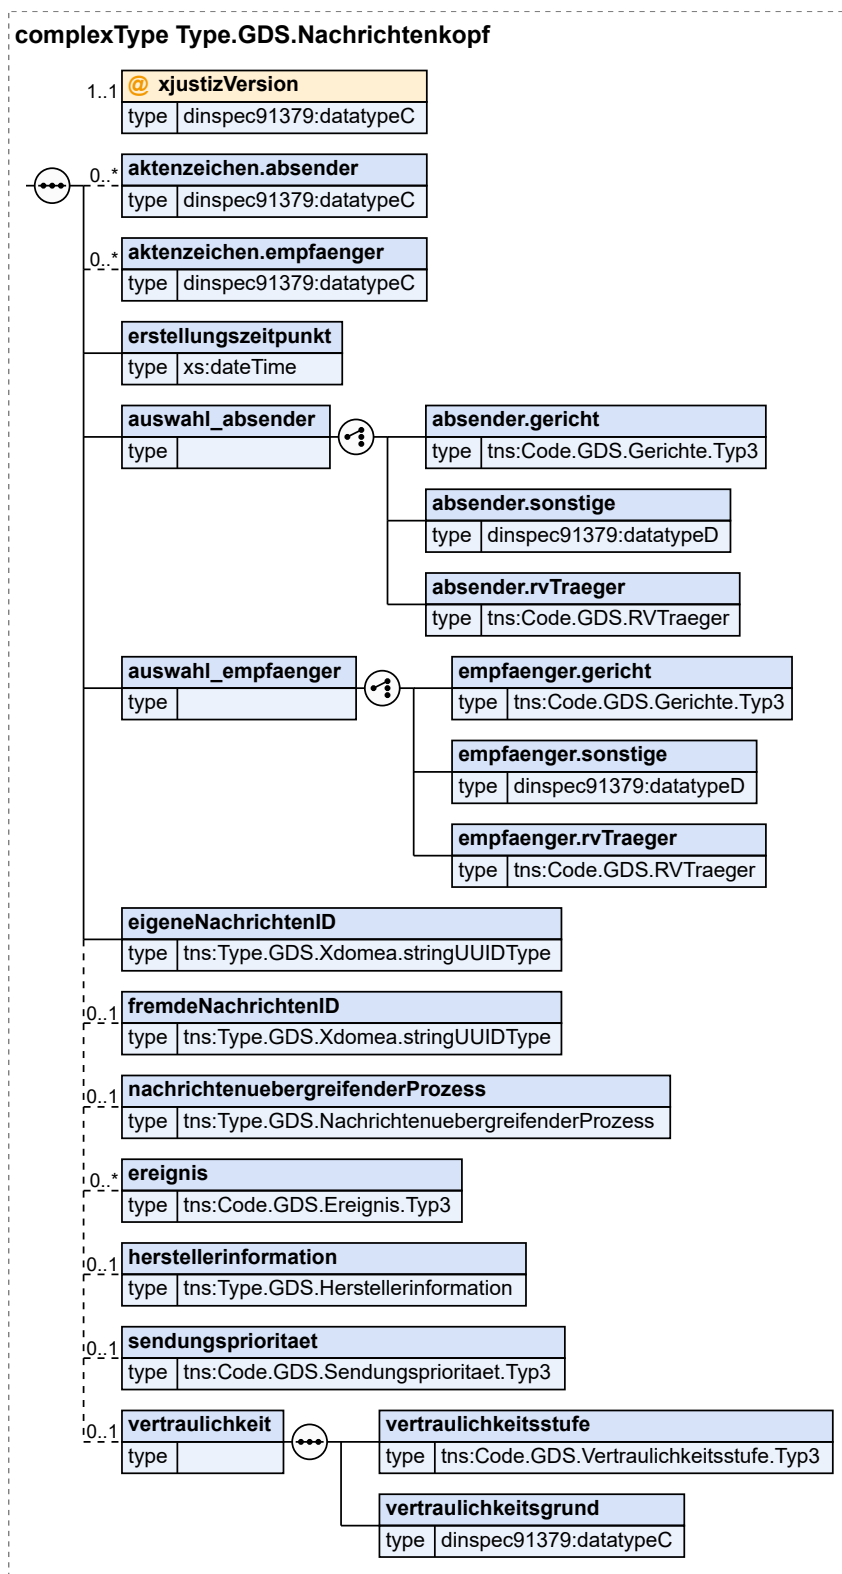 complexType Type.GDS.Nachrichtenkopf
1..1
@ xjustizVersion
type dinspec91379:datatypeC
0..*
aktenzeichen.absender
type dinspec91379:datatypeC
0..*
aktenzeichen.empfaenger
type dinspec91379:datatypeC
erstellungszeitpunkt
type xs:dateTime
auswahl_absender
type
absender.gericht
type tns:Code.GDS.Gerichte.Typ3
absender.sonstige
type dinspec91379:datatypeD
absender.rvTraeger
type tns:Code.GDS.RVTraeger
auswahl_empfaenger
type
empfaenger.gericht
type tns:Code.GDS.Gerichte.Typ3
empfaenger.sonstige
type dinspec91379:datatypeD
empfaenger.rvTraeger
type tns:Code.GDS.RVTraeger
eigeneNachrichtenID
type tns:Type.GDS.Xdomea.stringUUIDType
0..1
fremdeNachrichtenID
type tns:Type.GDS.Xdomea.stringUUIDType
0..1
nachrichtenuebergreifenderProzess
type tns:Type.GDS.NachrichtenuebergreifenderProzess
0..*
ereignis
type tns:Code.GDS.Ereignis.Typ3
0..1
herstellerinformation
type tns:Type.GDS.Herstellerinformation
0..1
sendungsprioritaet
type tns:Code.GDS.Sendungsprioritaet.Typ3
0..1
vertraulichkeit
type
vertraulichkeitsstufe
type tns:Code.GDS.Vertraulichkeitsstufe.Typ3
vertraulichkeitsgrund
type dinspec91379:datatypeC